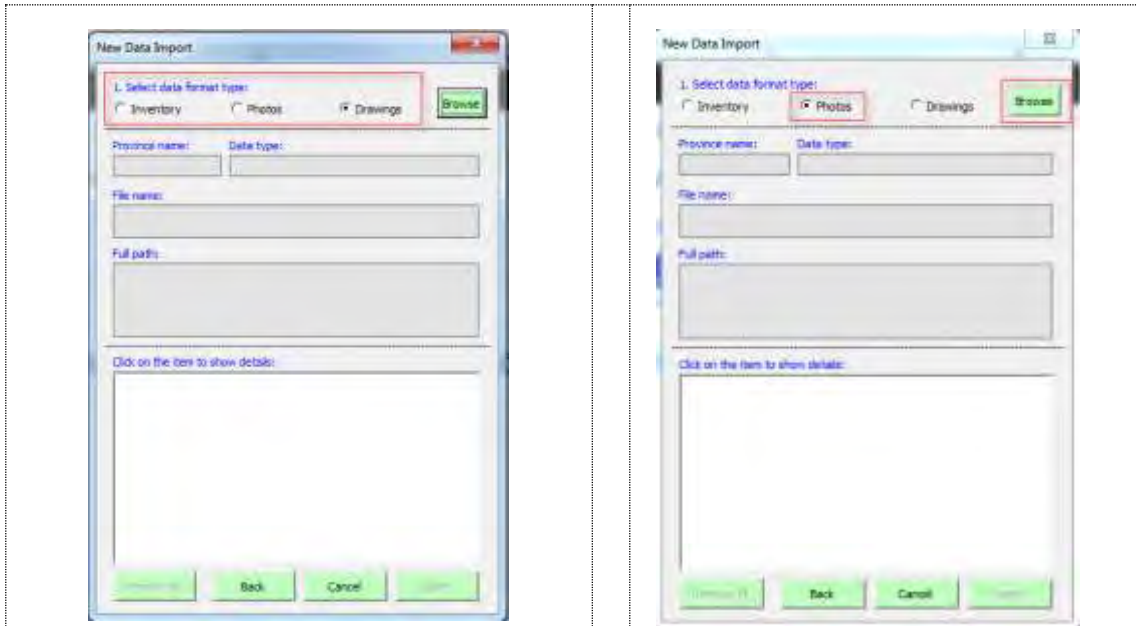 New Data Import
1. Select data format type:
Inventory Photos Drawings Browse
Province name: Data type:
File name:
Full path:
Click on the item to show details:
Back Cancel
New Data Import
1. Select data format type:
Inventory Photos Drawings Browse
Province name: Data type:
File name:
Full path:
Click on the item to show details:
Back Cancel